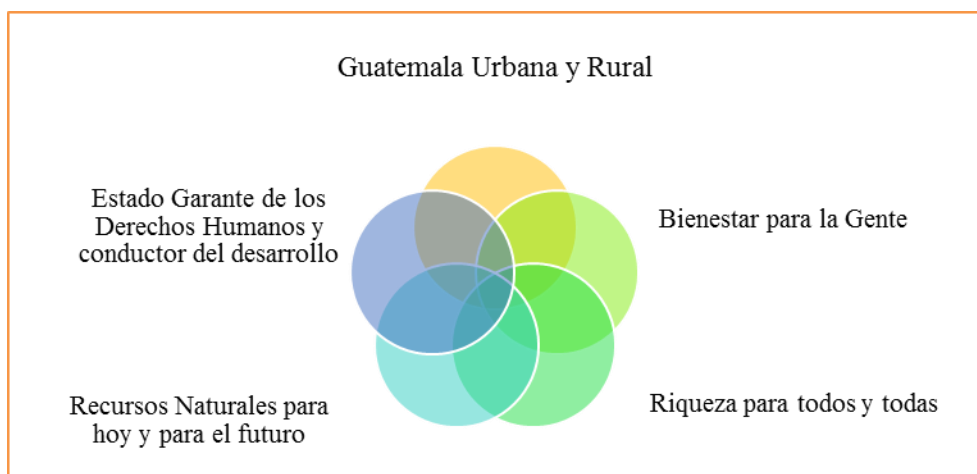 Guatemala Urbana y Rural
Estado Garante de los
Derechos Humanos y
conductor del desarrollo
Bienestar para la Gente
Recursos Naturales para
hoy y para el futuro
Riqueza para todos y todas